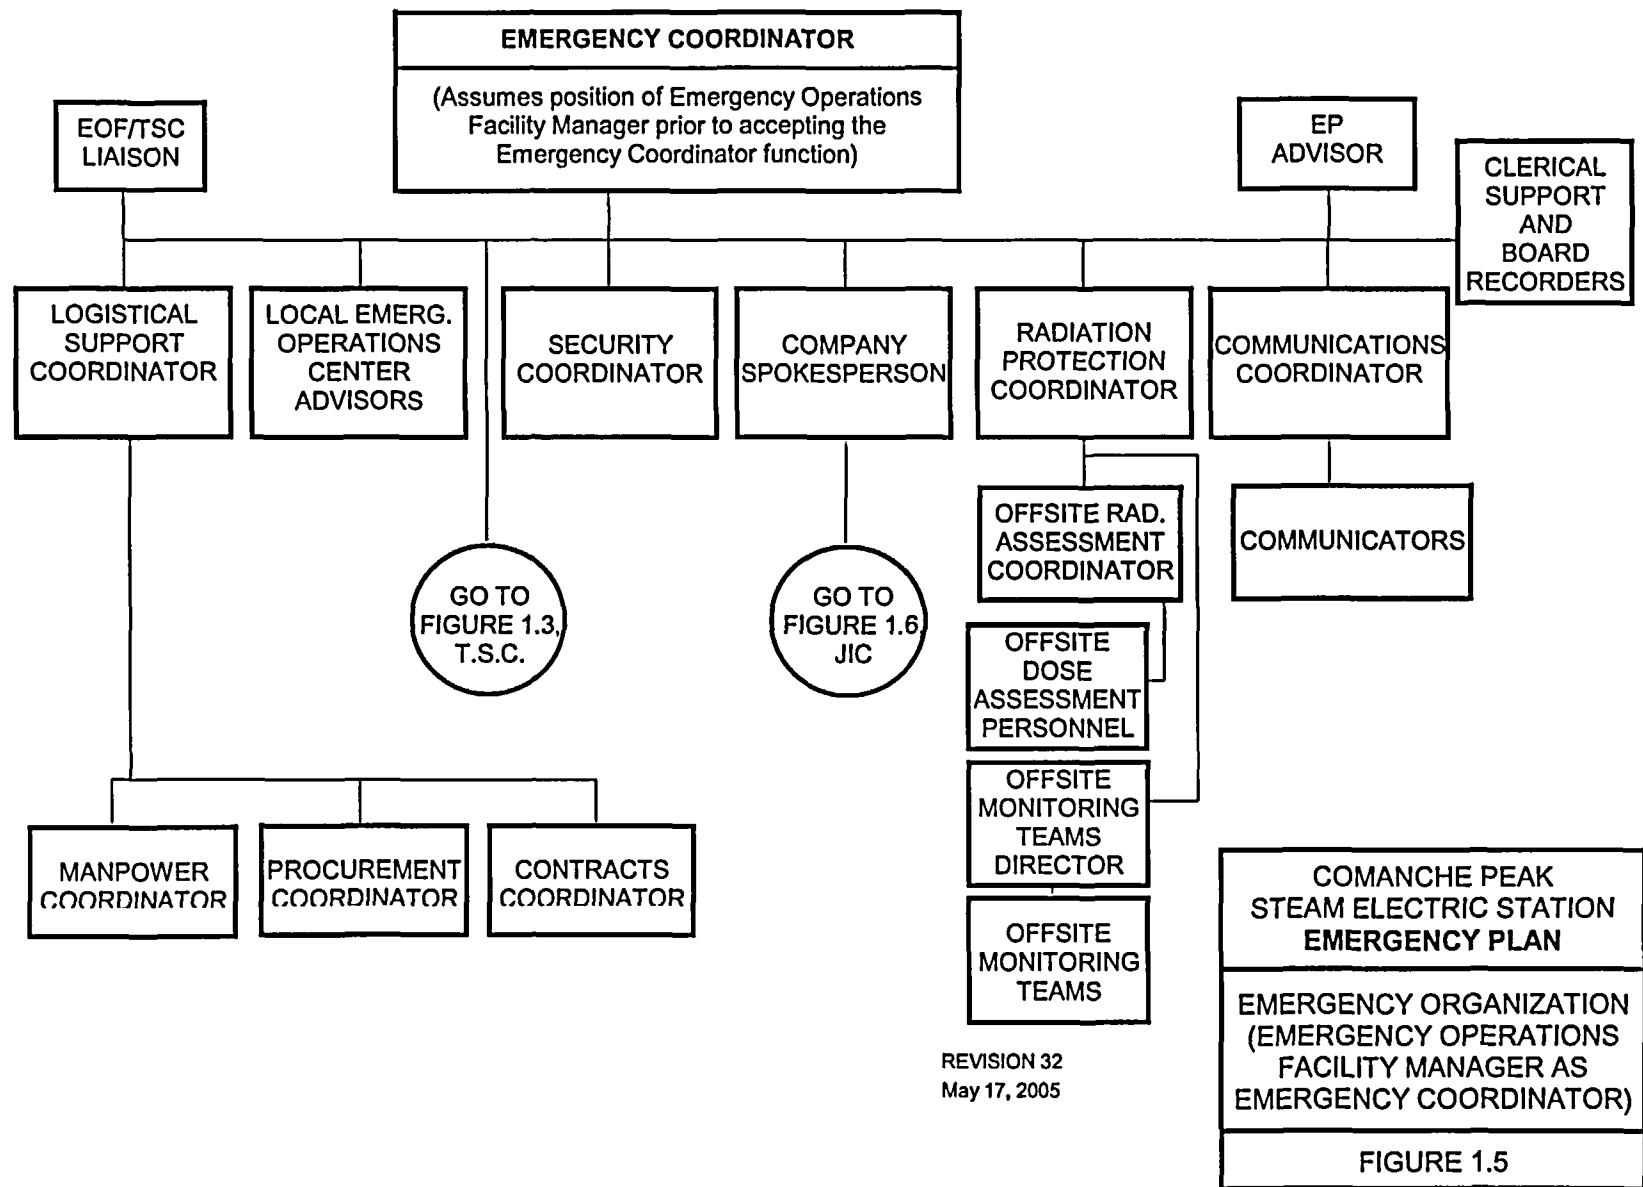 EMERGENCY COORDINATOR
(Assumes position of Emergency Operations
Facility Manager prior to accepting the
Emergency Coordinator function)
EOF/TSC
LIAISON
EP
ADVISOR
CLERICAL
SUPPORT
AND
BOARD
RECORDERS
LOGISTICAL
SUPPORT
COORDINATOR
LOCAL EMERG.
OPERATIONS
CENTER
ADVISORS
SECURITY
COORDINATOR
COMPANY
SPOKESPERSON
RADIATION
PROTECTION
COORDINATOR
COMMUNICATIONS
COORDINATOR
GO TO
FIGURE 1.3,
T.S.C.
GO TO
FIGURE 1.6,
JIC
OFFSITE RAD.
ASSESSMENT
COORDINATOR
COMMUNICATORS
OFFSITE
DOSE
ASSESSMENT
PERSONNEL
OFFSITE
MONITORING
TEAMS
DIRECTOR
OFFSITE
MONITORING
TEAMS
MANPOWER
COORDINATOR
PROCUREMENT
COORDINATOR
CONTRACTS
COORDINATOR
REVISION 32
May 17, 2005
COMANCHE PEAK
STEAM ELECTRIC STATION
EMERGENCY PLAN
EMERGENCY ORGANIZATION
(EMERGENCY OPERATIONS
FACILITY MANAGER AS
EMERGENCY COORDINATOR)
FIGURE 1.5